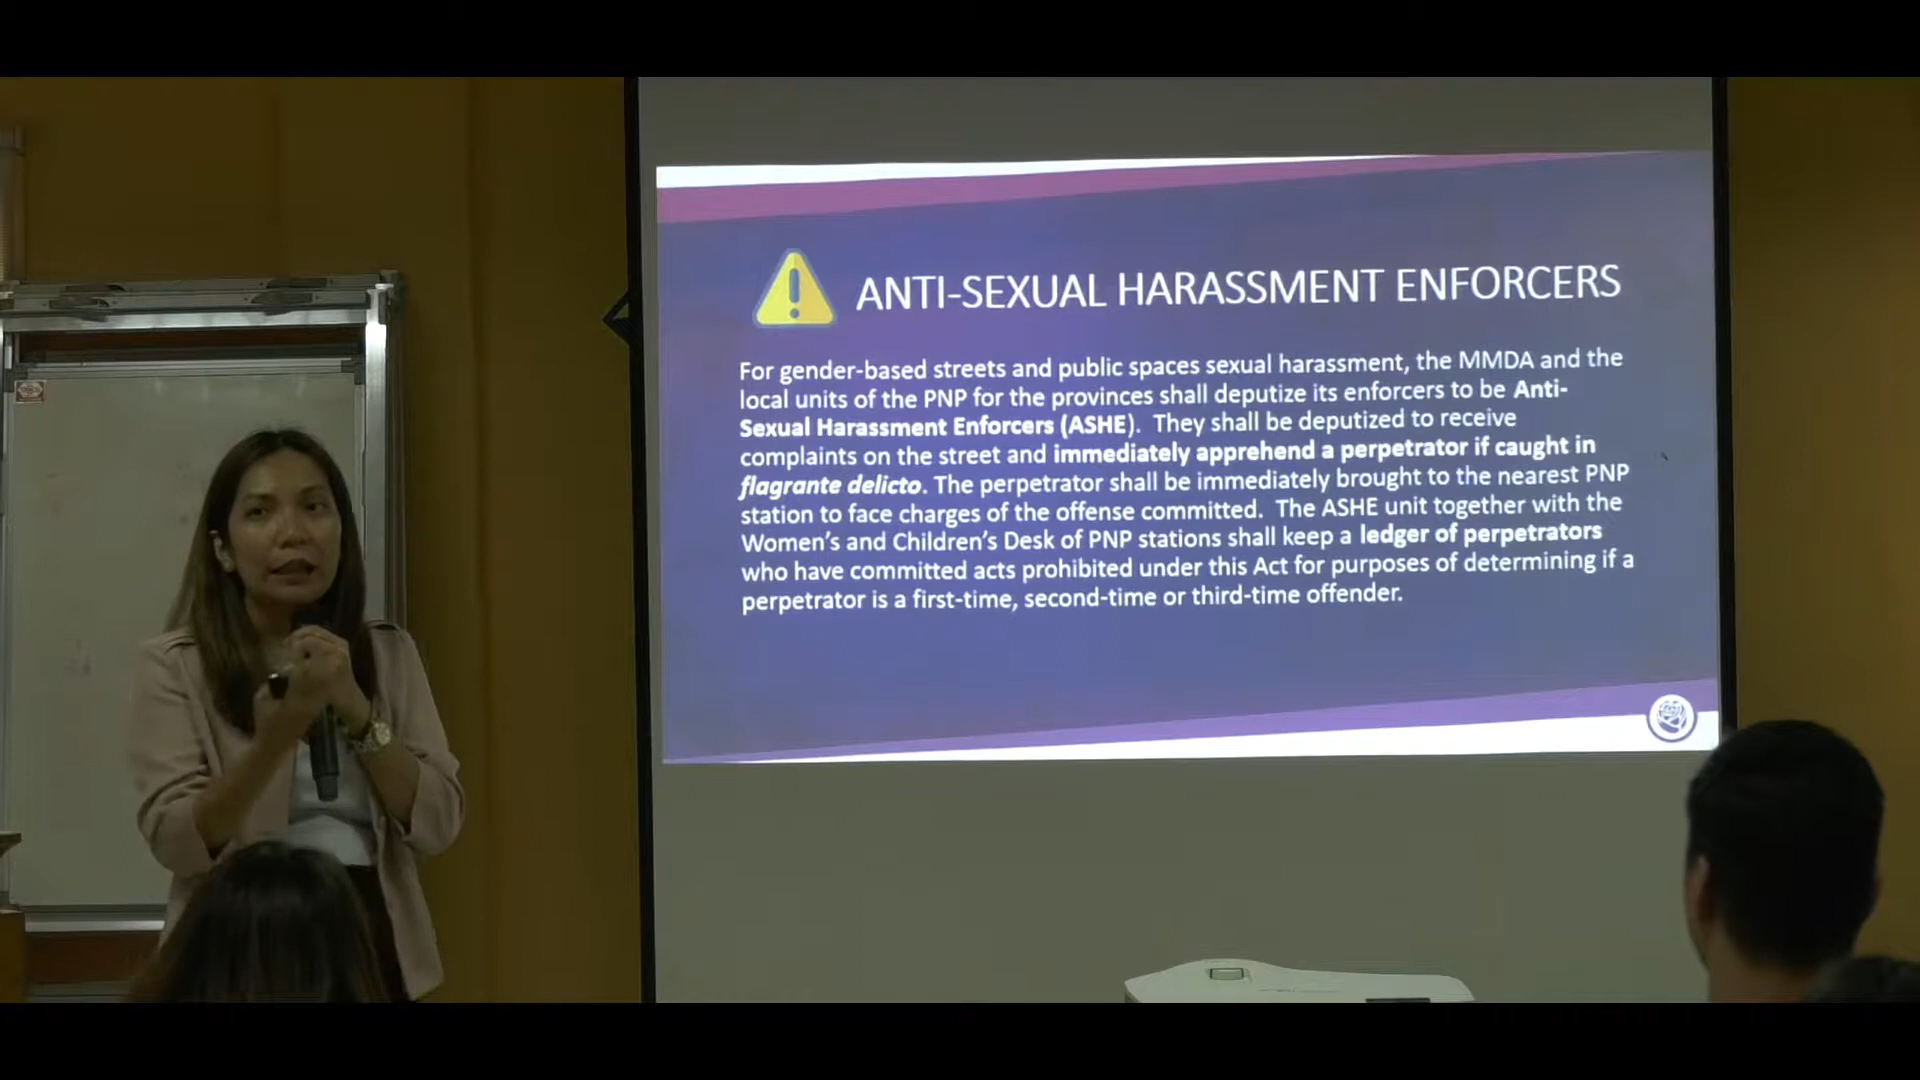 ANTI-SEXUAL HARASSMENT ENFORCERS
For gender-based streets and public spaces sexual harassment, the MMDA and the
local units of the PNP for the provinces shall deputize its enforcers to be Anti-
Sexual Harassment Enforcers (ASHE). They shall be deputized to receive
complaints on the street and immediately apprehend a perpetrator if caught in
flagrante delicto. The perpetrator shall be immediately brought to the nearest PNP
station to face charges of the offense committed. The ASHE unit together with the
Women's and Children's Desk of PNP stations shall keep a ledger of perpetrators
who have committed acts prohibited under this Act for purposes of determining if a
perpetrator is a first-time, second-time or third-time offender.